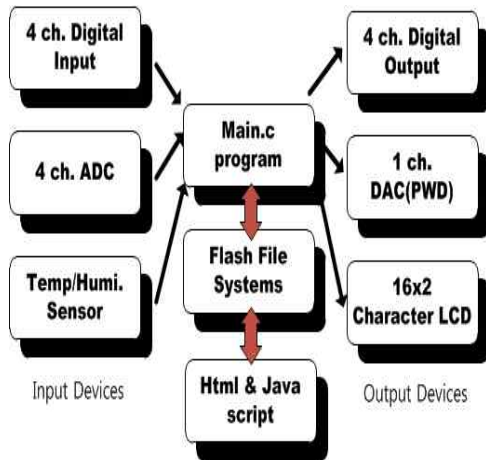 4 ch. Digital
Input
4 ch. ADC
Temp/Humi.
Sensor
Input Devices
Main.c
program
Flash File
Systems
Html & Java
script
4 ch. Digital
Output
1 ch.
DAC(PWD)
16x2
Character LCD
Output Devices